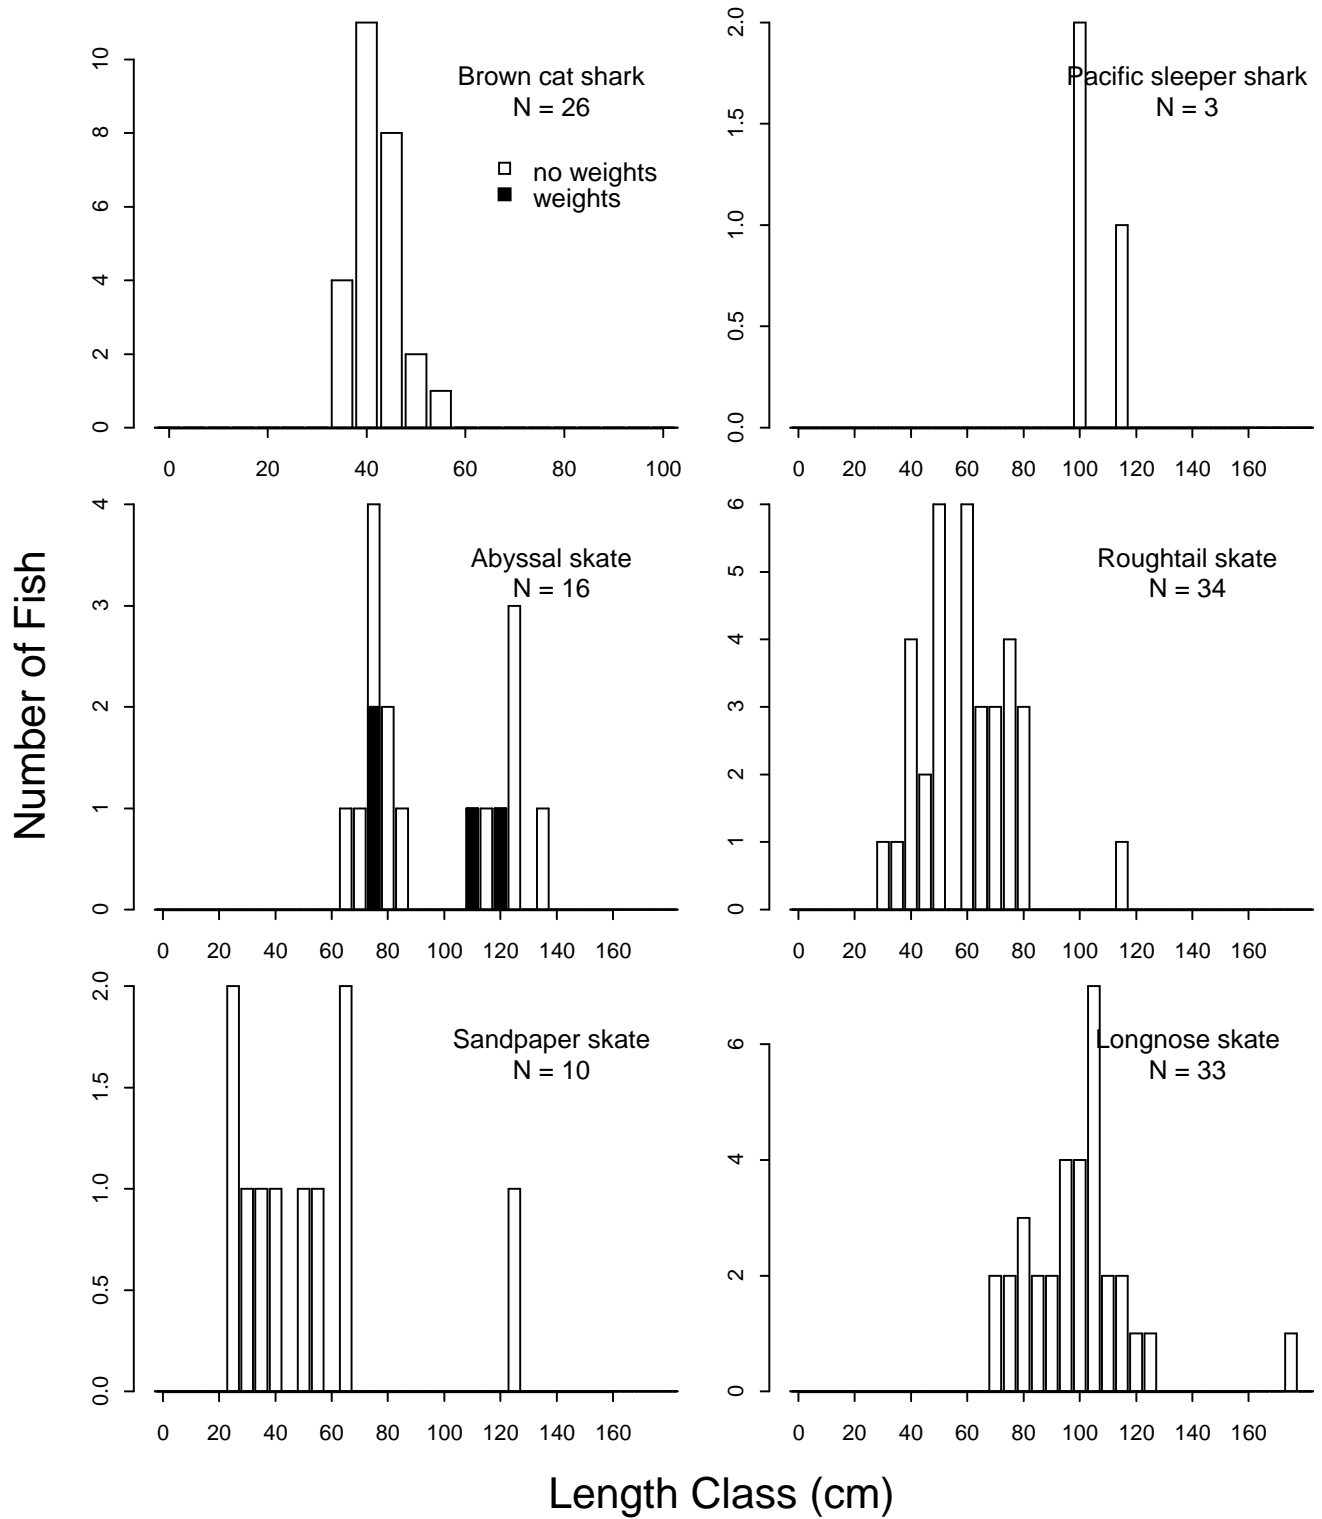 Brown cat shark
N = 26
no weights
weights
0 2 4 6 8 10
0 20 40 60 80 100
Pacific sleeper shark
N = 3
0.0 0.5 1.0 1.5 2.0
0 20 40 60 80 100 120 140 160
Number of Fish
Abyssal skate
N = 16
0 1 2 3 4
0 20 40 60 80 100 120 140 160
Roughtail skate
N = 34
0 1 2 3 4 5 6
0 20 40 60 80 100 120 140 160
Sandpaper skate
N = 10
0.0 0.5 1.0 1.5 2.0
0 20 40 60 80 100 120 140 160
Longnose skate
N = 33
0 2 4 6
0 20 40 60 80 100 120 140 160
Length Class (cm)